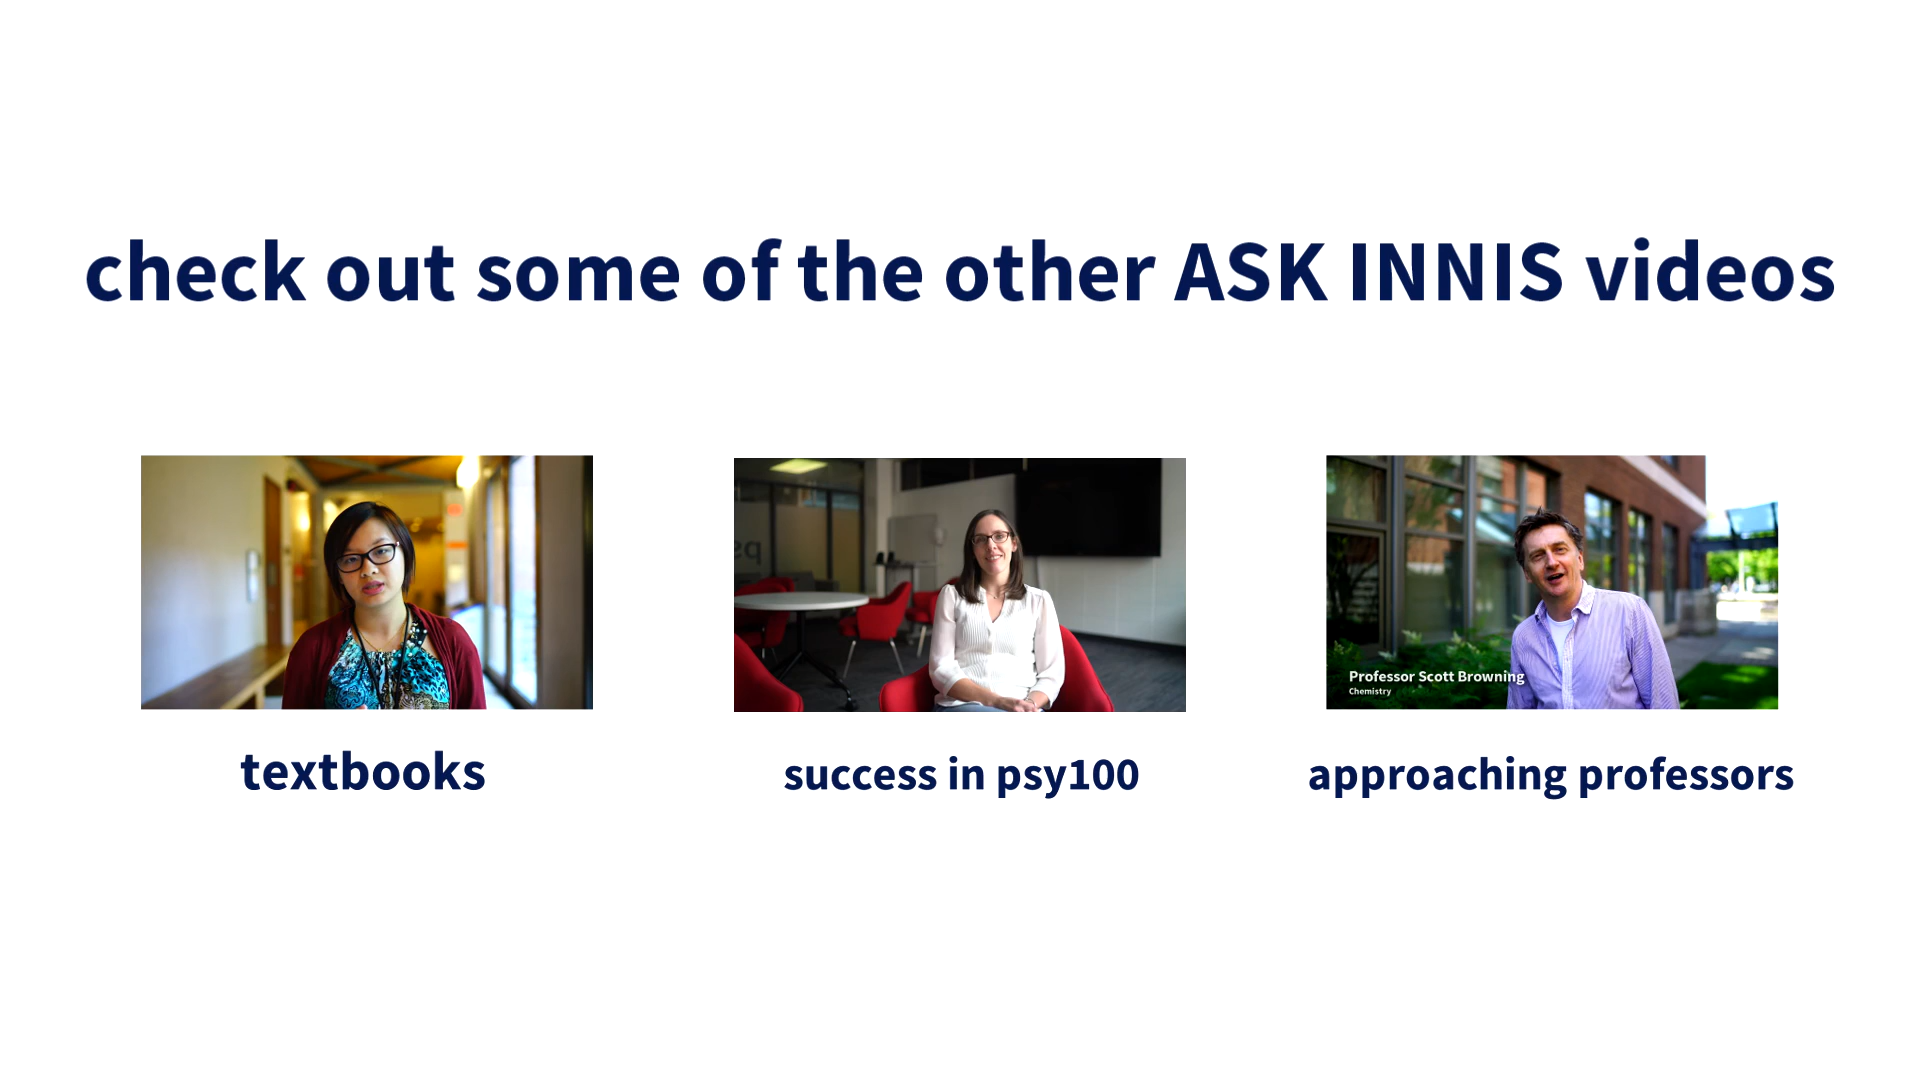 check out some of the other ASK INNIS videos
Professor Scott Browning
Chemistry
textbooks
success in psy100
approaching professors